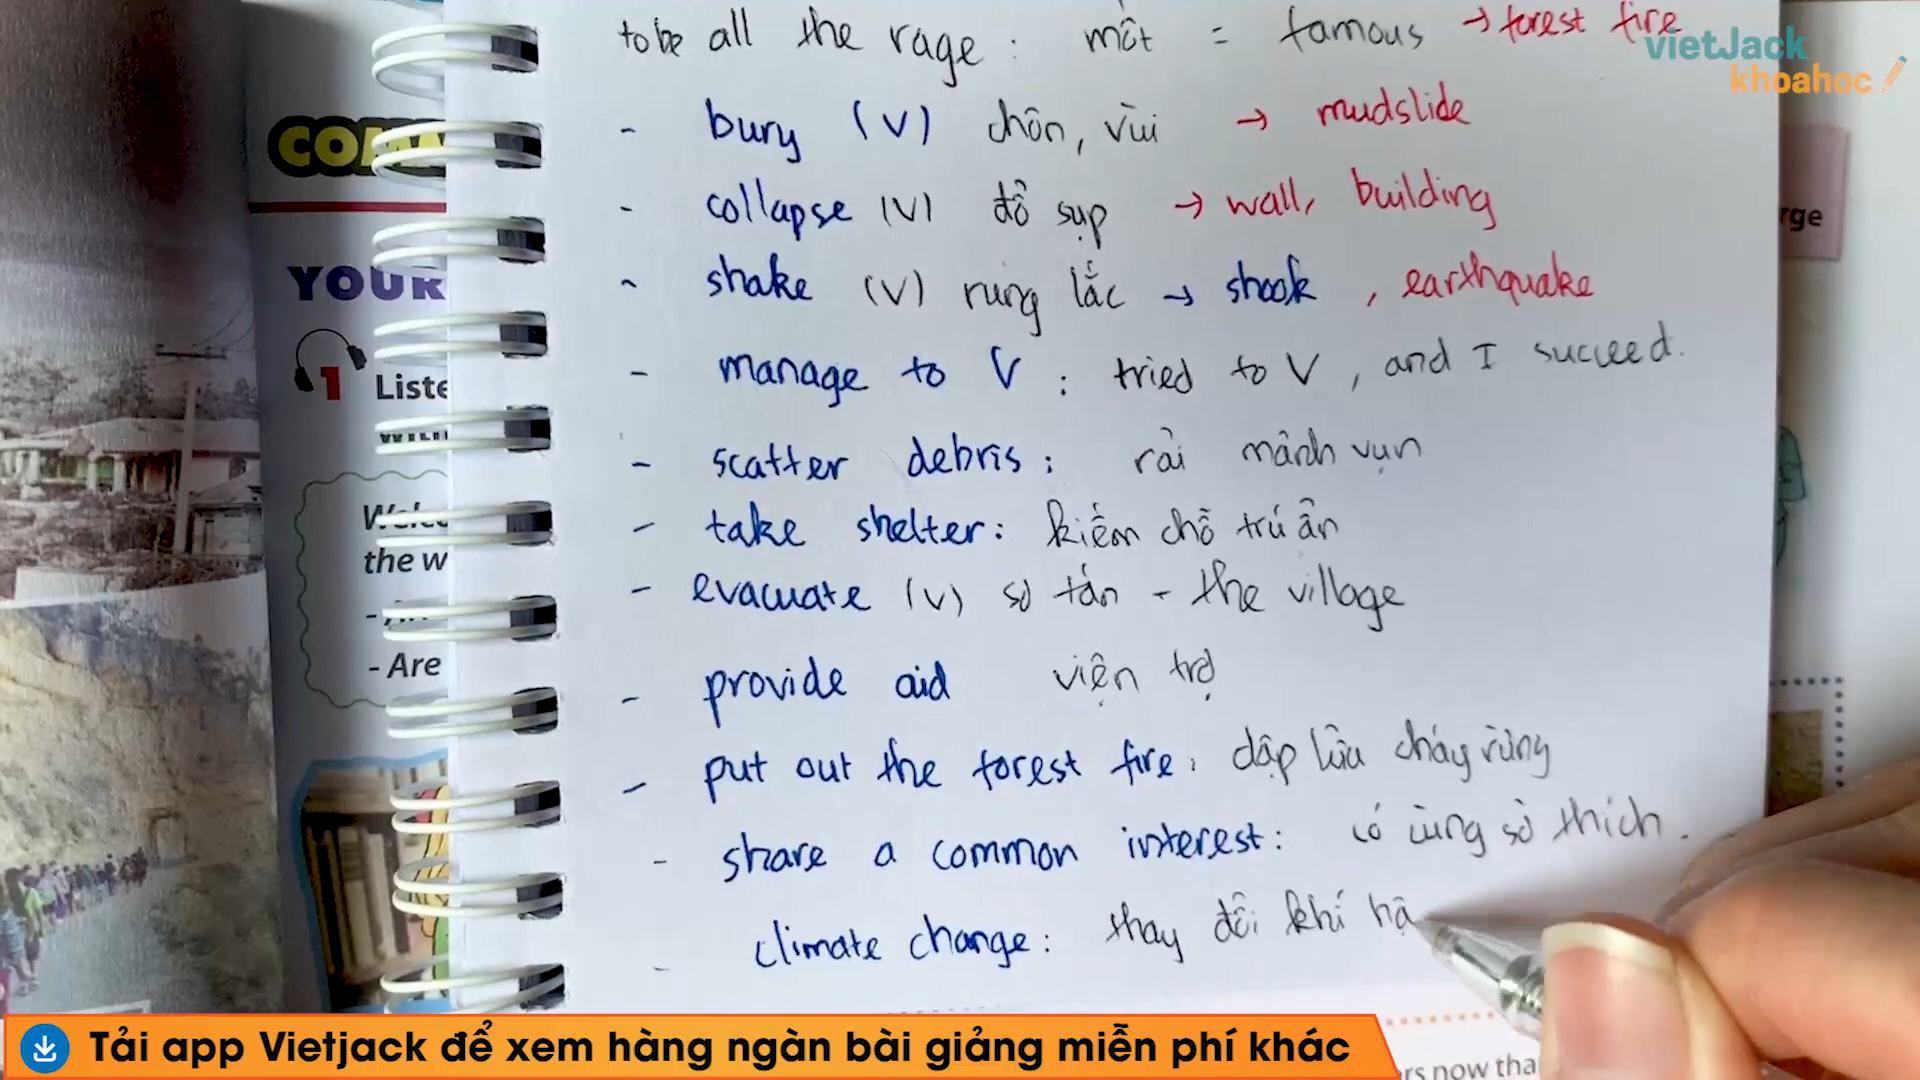 to be all the rage : mốt = famous → forest fire
vietJack
khoahoc
- bury (v) chôn, vùi → mudslide
- collapse (v) đổ sụp → wall, building
- shake (v) rung lắc → shook , earthquake
- manage to V : tried to V , and I succeed.
- scatter debris : rải mảnh vụn
- take shelter : kiếm chỗ trú ẩn
- evacuate (v) sơ tán - the village
- provide aid viện trợ
- put out the forest fire : dập lửa cháy rừng
- share a common interest : có cùng sở thích .
- climate change : thay đổi khí hậ
YOUR
1 Liste
the w
- Are
rge
rs now tha
Tải app Vietjack để xem hàng ngàn bài giảng miễn phí khác